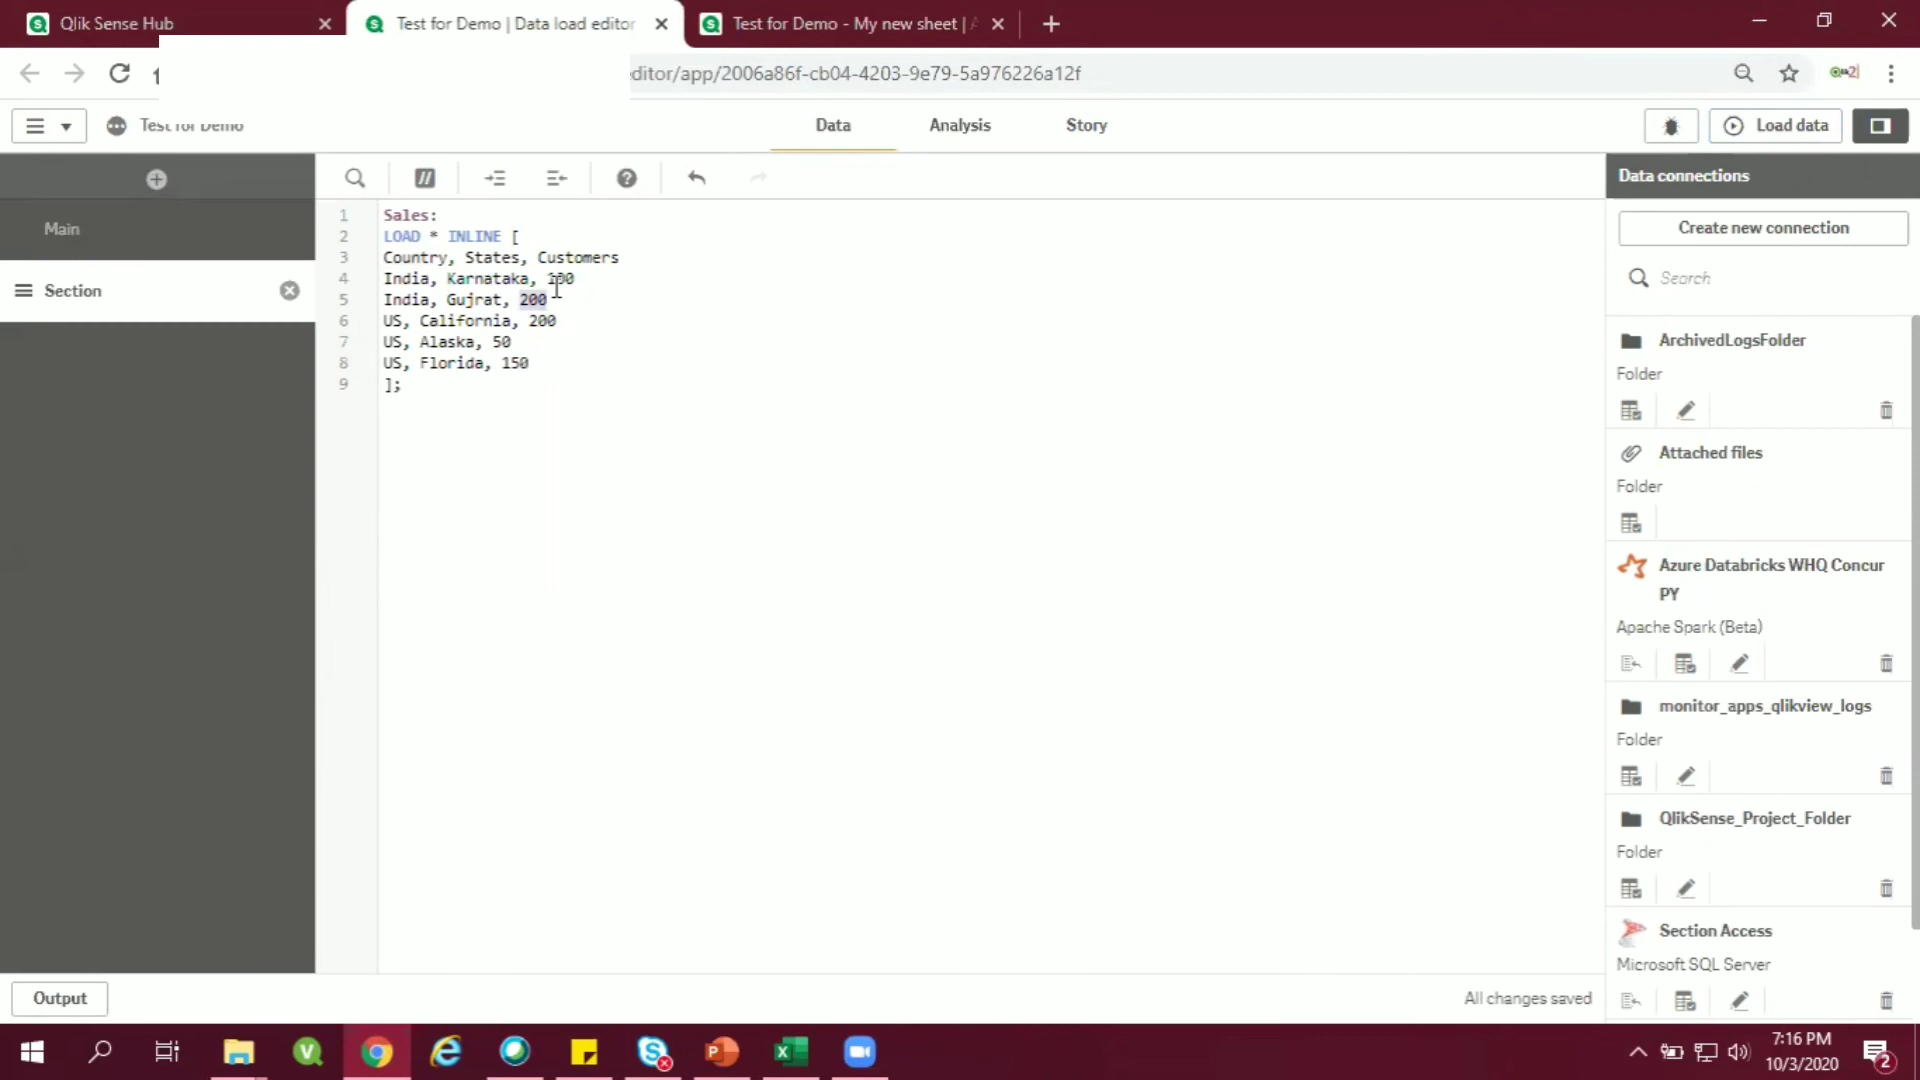 Qlik Sense Hub
Test for Demo | Data load editor
Test for Demo - My new sheet |
ditor/app/2006a86f-cb04-4203-9e79-5a976226a12f
Test for Demo
Data
Analysis
Story
Load data
Main
Section
1 Sales:
2 LOAD * INLINE [
3 Country, States, Customers
4 India, Karnataka, 100
5 India, Gujrat, 200
6 US, California, 200
7 US, Alaska, 50
8 US, Florida, 150
9 ];
Data connections
Create new connection
Search
ArchivedLogsFolder
Folder
Attached files
Folder
Azure Databricks WHQ Concur
PY
Apache Spark (Beta)
monitor_apps_qlikview_logs
Folder
QlikSense_Project_Folder
Folder
Section Access
Microsoft SQL Server
Output
All changes saved
7:16 PM
10/3/2020
2